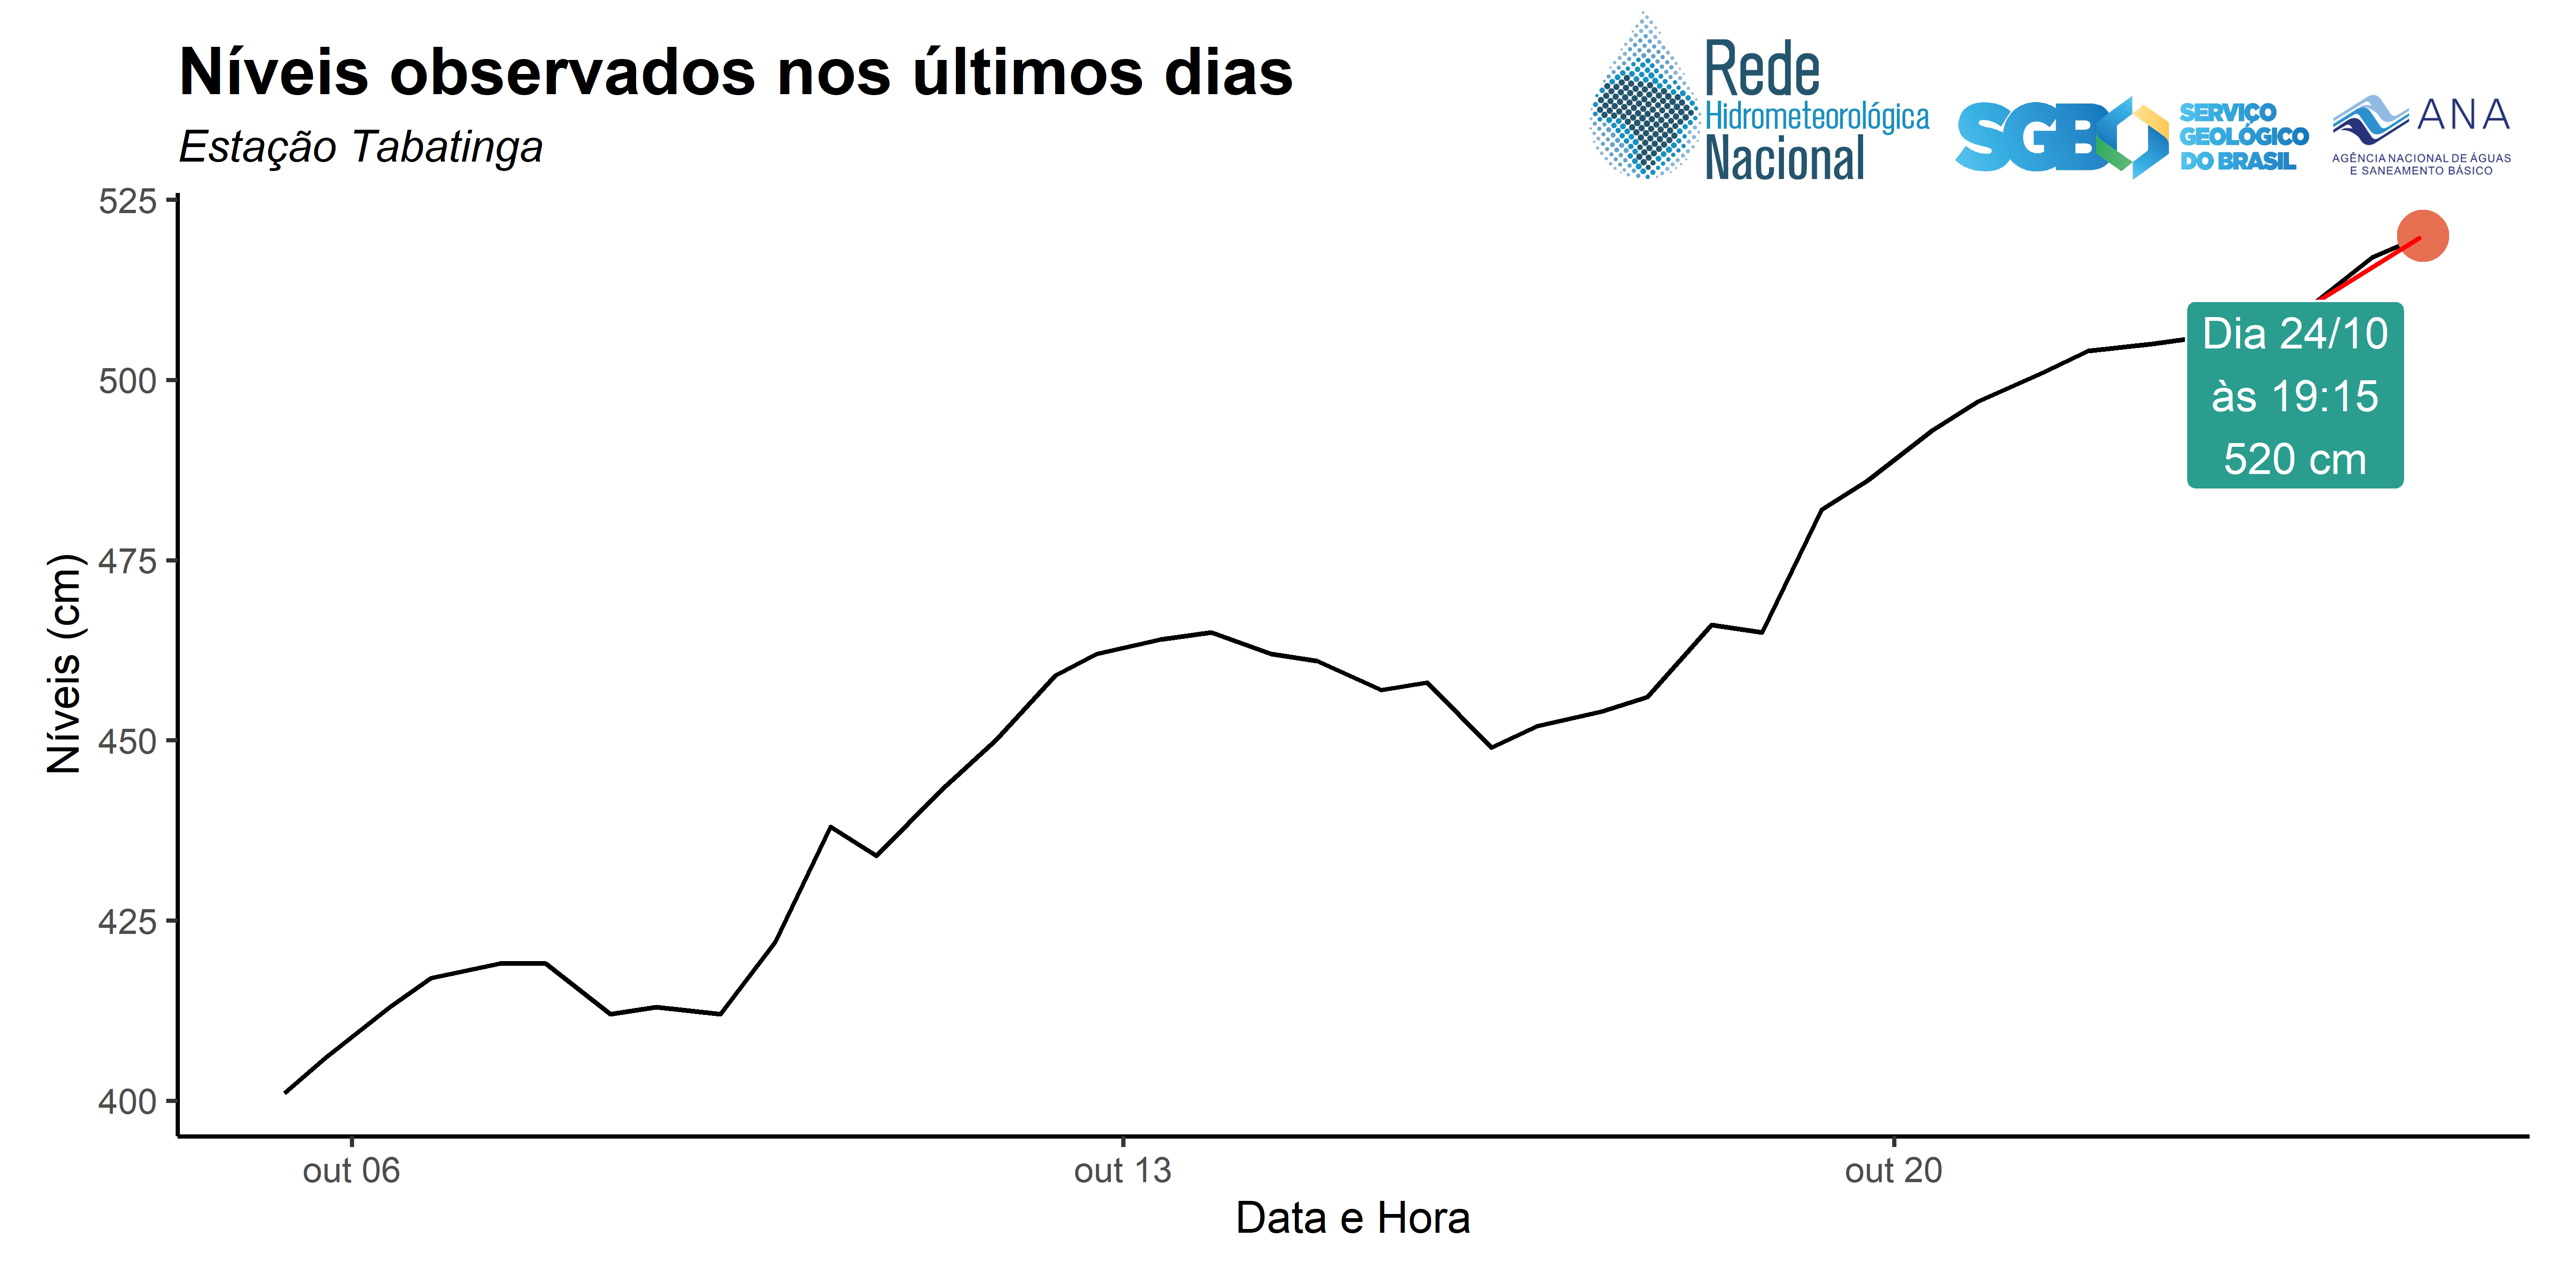 Níveis observados nos últimos dias
Estação Tabatinga
Rede
Hidrometeorológica
Nacional
SGB
SERVIÇO
GEOLÓGICO
DO BRASIL
ANA
AGÊNCIA NACIONAL DE ÁGUAS
E SANEAMENTO BÁSICO
525
500
475
450
425
400
Níveis (cm)
Dia 24/10
às 19:15
520 cm
out 06
out 13
out 20
Data e Hora